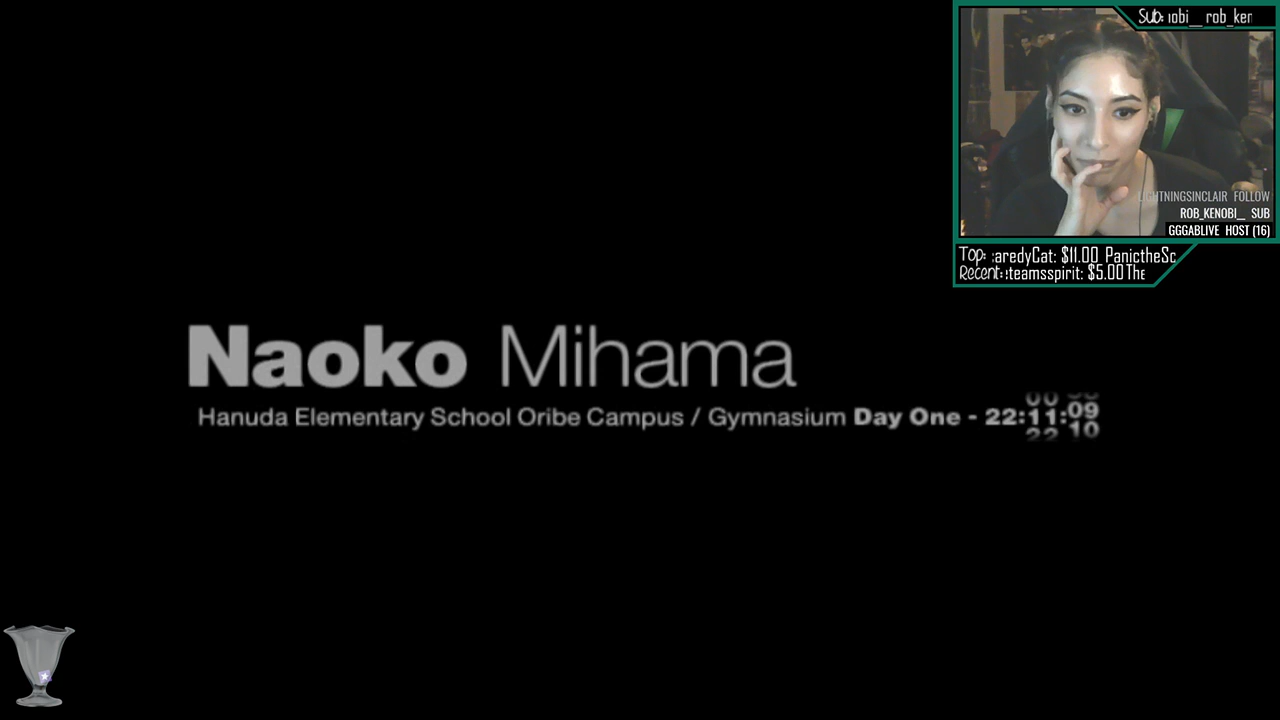 Sub: iobi__rob_ken
LIGHTNINGSINCLAIR FOLLOW
ROB_KENOBI__ SUB
GGGABLIVE HOST (16)
Top: aredyCat: $11.00 PanictheSc
Recent: teamsspirit: $5.00 The
Naoko Mihama
Hanuda Elementary School Oribe Campus / Gymnasium Day One - 22:11:09